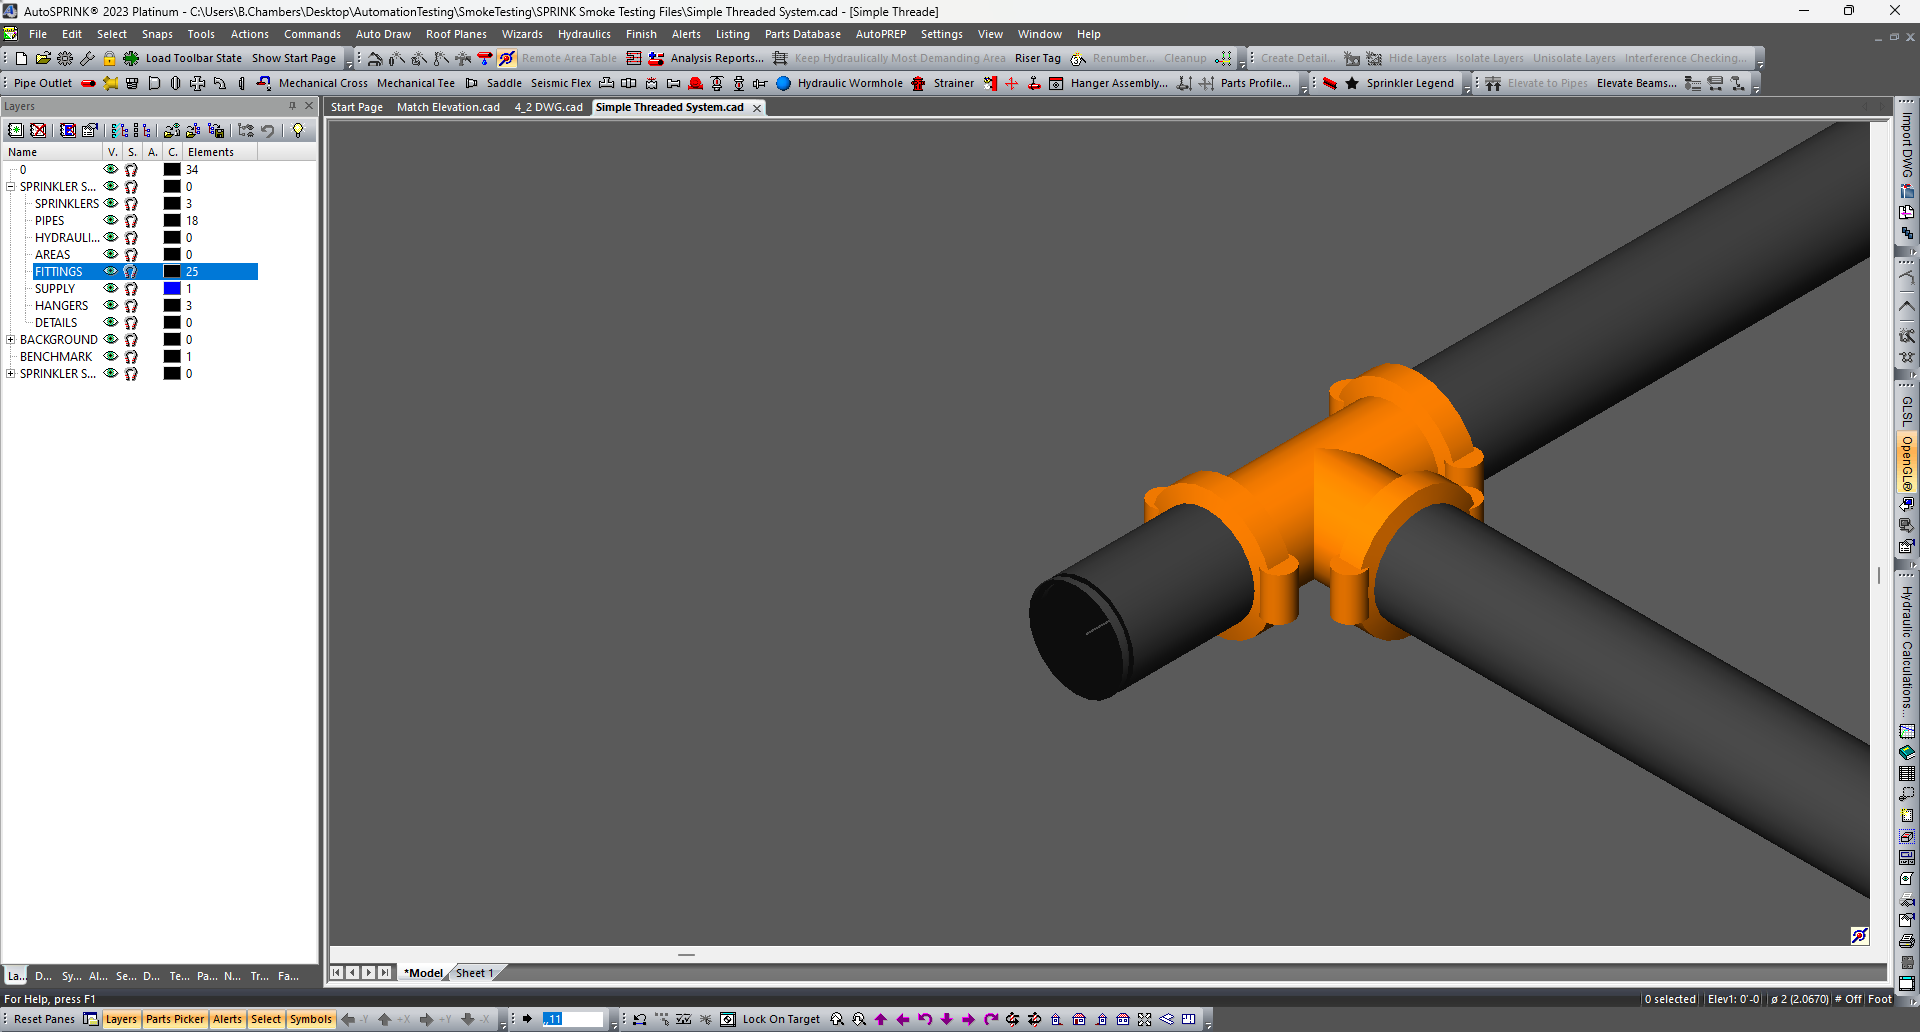 AutoSPRINK® 2023 Platinum - C:\Users\B.Chambers\Desktop\AutomationTesting\SmokeTesting\SPRINK Smoke Testing Files\Simple Threaded System.cad - [Simple Threade]
File Edit Select Snaps Tools Actions Commands Auto Draw Roof Planes Wizards Hydraulics Finish Alerts Listing Parts Database AutoPREP Settings View Window Help
Load Toolbar State Show Start Page Remote Area Table Analysis Reports... Keep Hydraulically Most Demanding Area Riser Tag Renumber... Cleanup Create Detail... Hide Layers Isolate Layers Unisolate Layers Interference Checking...
Pipe Outlet Mechanical Cross Mechanical Tee Saddle Seismic Flex Hydraulic Wormhole Strainer Hanger Assembly... Parts Profile... Sprinkler Legend Elevate to Pipes Elevate Beams...
Layers
Start Page Match Elevation.cad 4_2 DWG.cad Simple Threaded System.cad
Name V. S. A. C. Elements
0 34
SPRINKLER S... 0
SPRINKLERS 3
PIPES 18
HYDRAULI... 0
AREAS 0
FITTINGS 25
SUPPLY 1
HANGERS 3
DETAILS 0
BACKGROUND 0
BENCHMARK 1
SPRINKLER S... 0
Import DWG
GLSL
OpenGL®
Hydraulic Calculations...
La... D... Sy... Al... Se... D... Te... Pa... N... Tr... Fa...
*Model Sheet 1
For Help, press F1
0 selected Elev1: 0'-0 ø 2 (2.0670) # Off Foot
Reset Panes Layers Parts Picker Alerts Select Symbols -Y +X +Y -X ,,11 Lock On Target